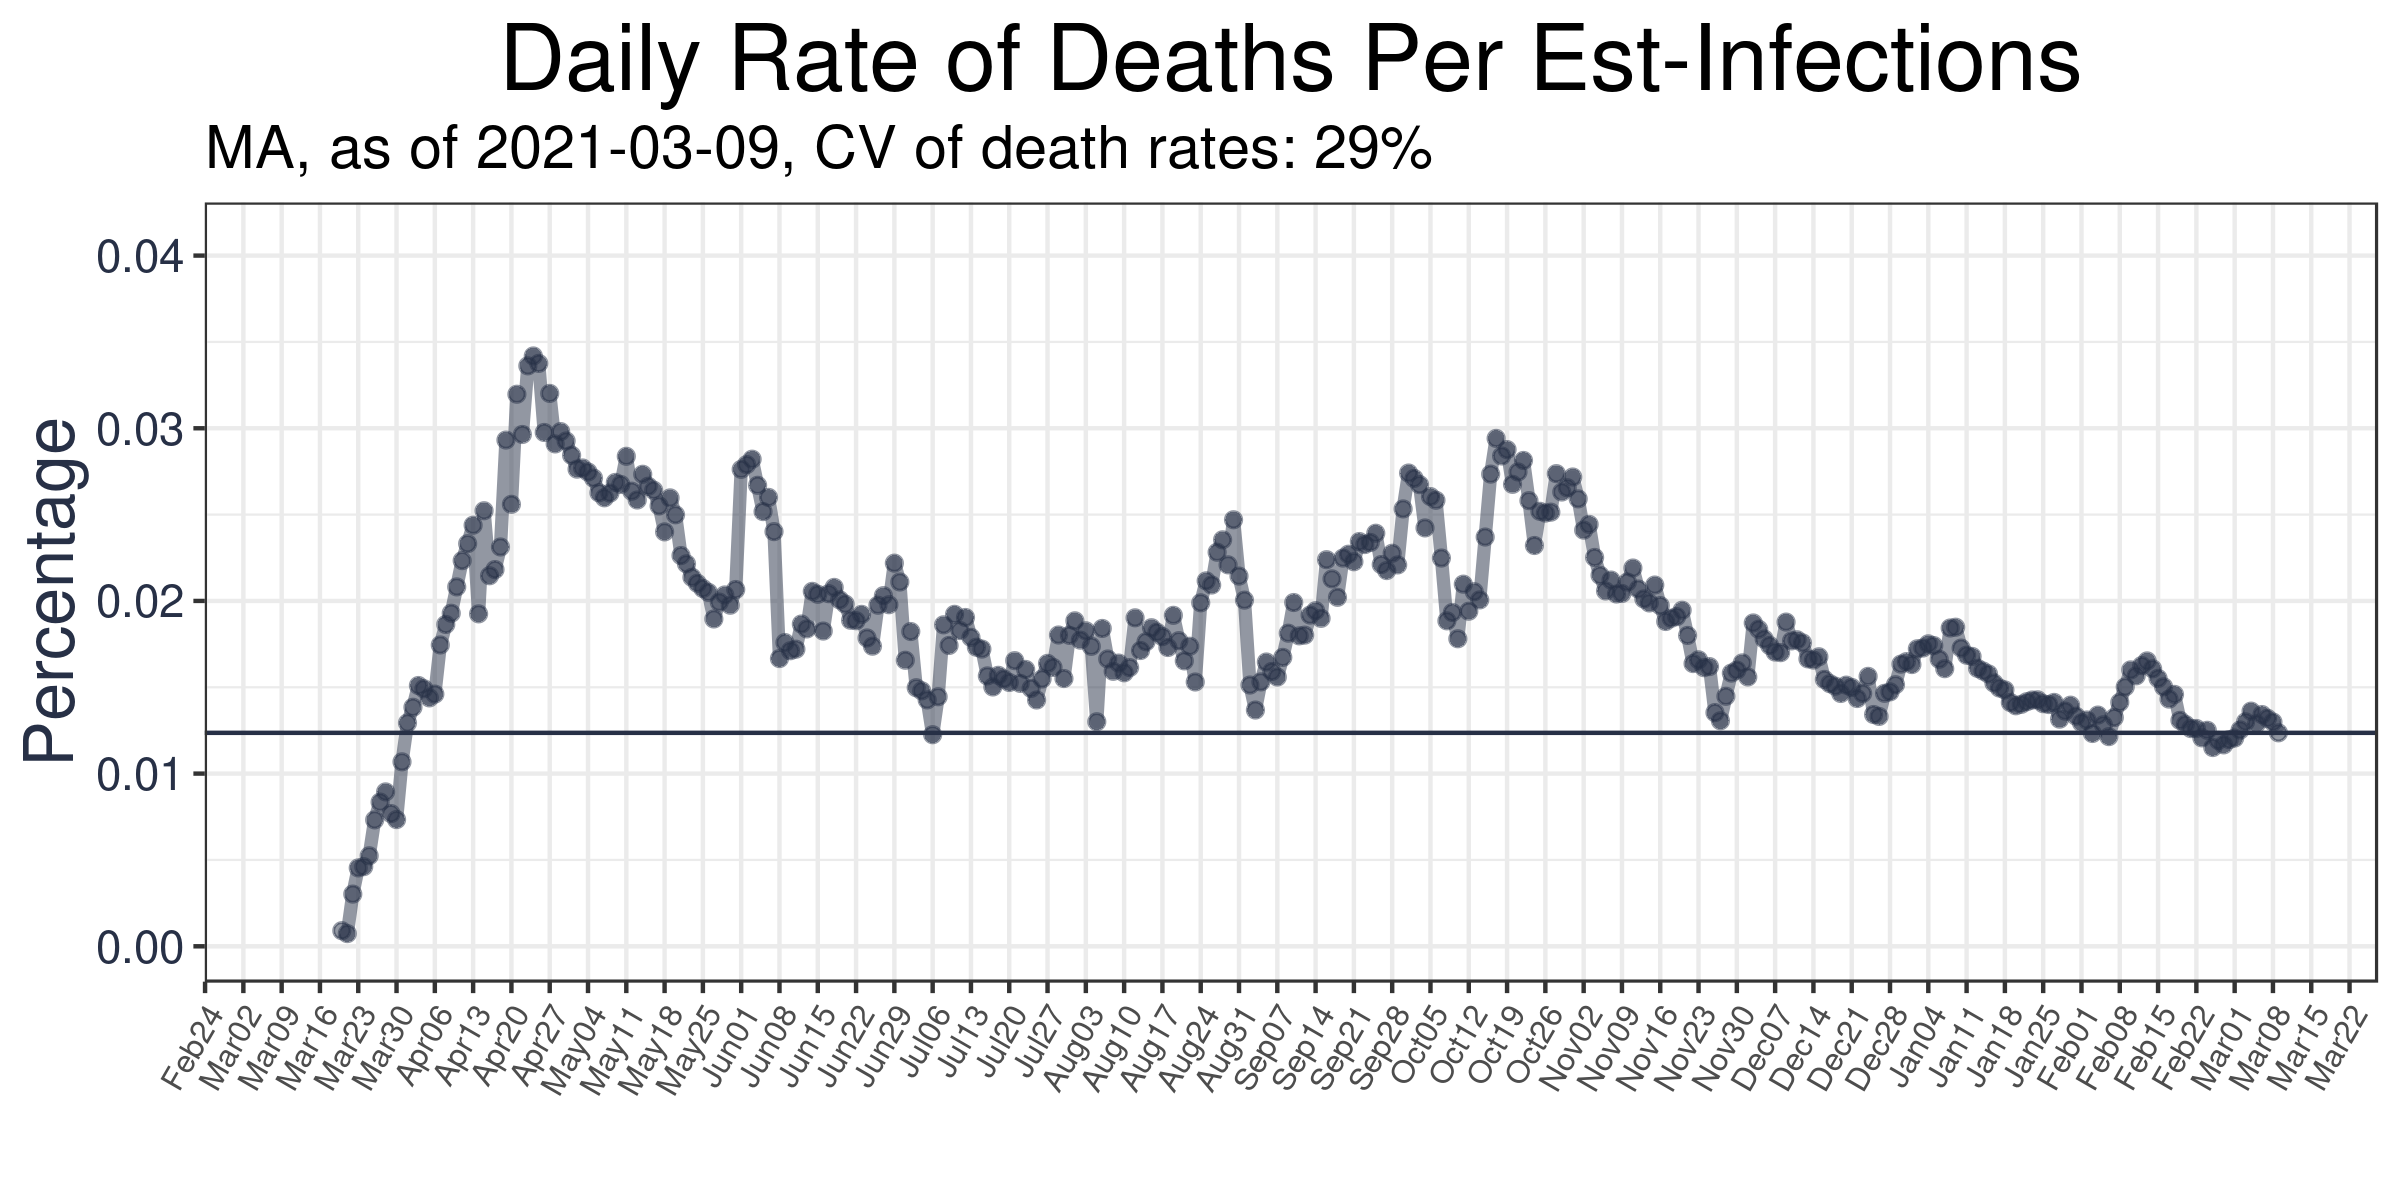 Daily Rate of Deaths Per Est-Infections
MA, as of 2021-03-09, CV of death rates: 29%
Percentage
0.04
0.03
0.02
0.01
0.00
Feb24
Mar02
Mar09
Mar16
Mar23
Mar30
Apr06
Apr13
Apr20
Apr27
May04
May11
May18
May25
Jun01
Jun08
Jun15
Jun22
Jun29
Jul06
Jul13
Jul20
Jul27
Aug03
Aug10
Aug17
Aug24
Aug31
Sep07
Sep14
Sep21
Sep28
Oct05
Oct12
Oct19
Oct26
Nov02
Nov09
Nov16
Nov23
Nov30
Dec07
Dec14
Dec21
Dec28
Jan04
Jan11
Jan18
Jan25
Feb01
Feb08
Feb15
Feb22
Mar01
Mar08
Mar15
Mar22